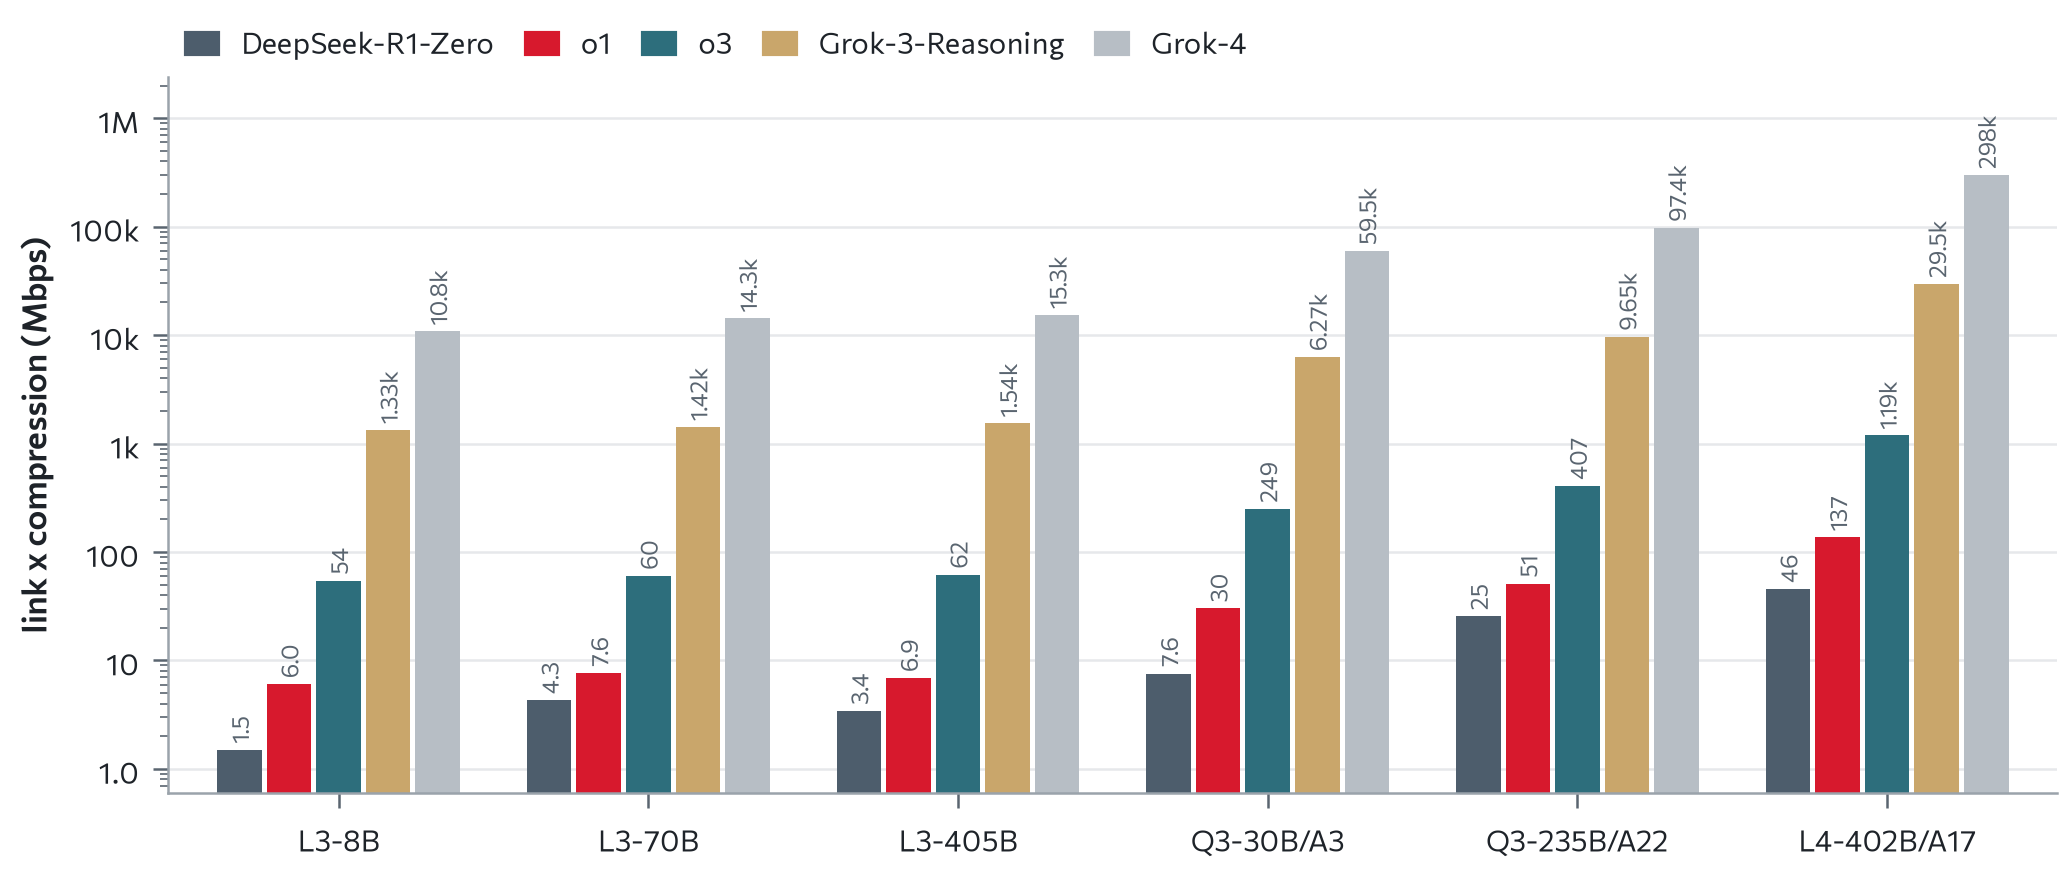 DeepSeek-R1-Zero o1 o3 Grok-3-Reasoning Grok-4
link x compression (Mbps)
1M
100k
10k
1k
100
10
1.0
1.5 6.0 54 1.33k 10.8k
4.3 7.6 60 1.42k 14.3k
3.4 6.9 62 1.54k 15.3k
7.6 30 249 6.27k 59.5k
25 51 407 9.65k 97.4k
46 137 1.19k 29.5k 298k
L3-8B L3-70B L3-405B Q3-30B/A3 Q3-235B/A22 L4-402B/A17